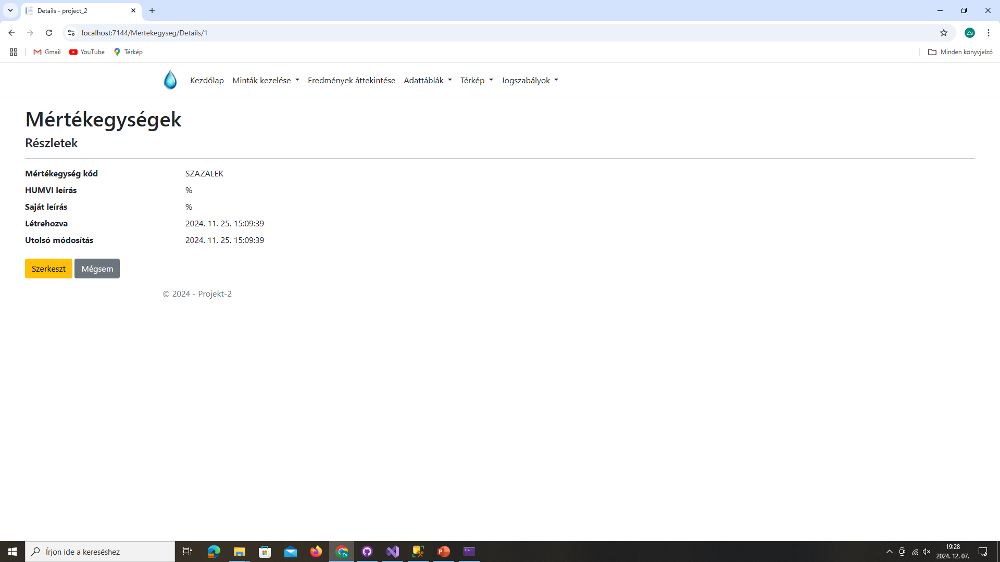 Details - project_2
localhost:7144/Mertekegyseg/Details/1
Zs
Gmail YouTube Térkép Minden könyvjelző
Kezdőlap Minták kezelése Eredmények áttekintése Adattáblák Térkép Jogszabályok
Mértékegységek
Részletek
Mértékegység kód SZAZALEK
HUMVI leírás %
Saját leírás %
Létrehozva 2024. 11. 25. 15:09:39
Utolsó módosítás 2024. 11. 25. 15:09:39
Szerkeszt Mégsem
© 2024 - Projekt-2
Írjon ide a kereséshez
Zs
19:28
2024. 12. 07.